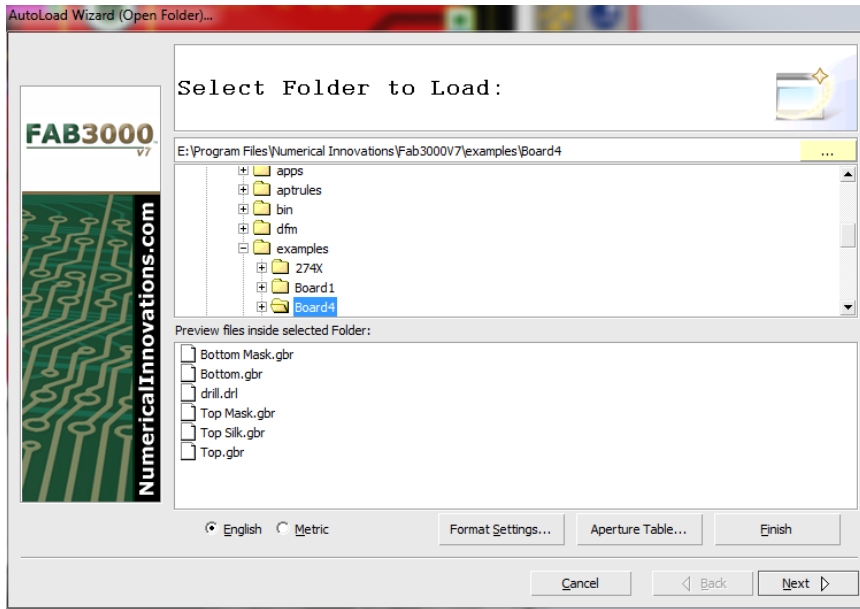 AutoLoad Wizard (Open Folder)...
Select Folder to Load:
FAB3000
V7
NumericalInnovations.com
E:\Program Files\Numerical Innovations\Fab3000V7\examples\Board4
...
apps
aptrules
bin
dfm
examples
274X
Board1
Board4
Preview files inside selected Folder:
Bottom Mask.gbr
Bottom.gbr
drill.drl
Top Mask.gbr
Top Silk.gbr
Top.gbr
English Metric Format Settings... Aperture Table... Finish
Cancel Back Next